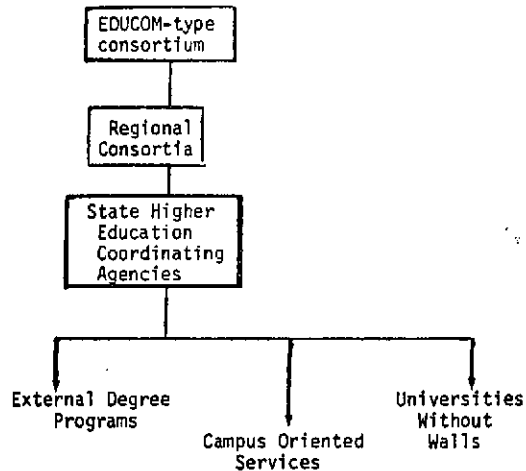 EDUCOM-type
consortium
Regional
Consortia
State Higher
Education
Coordinating
Agencies
External Degree
Programs
Campus Oriented
Services
Universities
Without
Walls